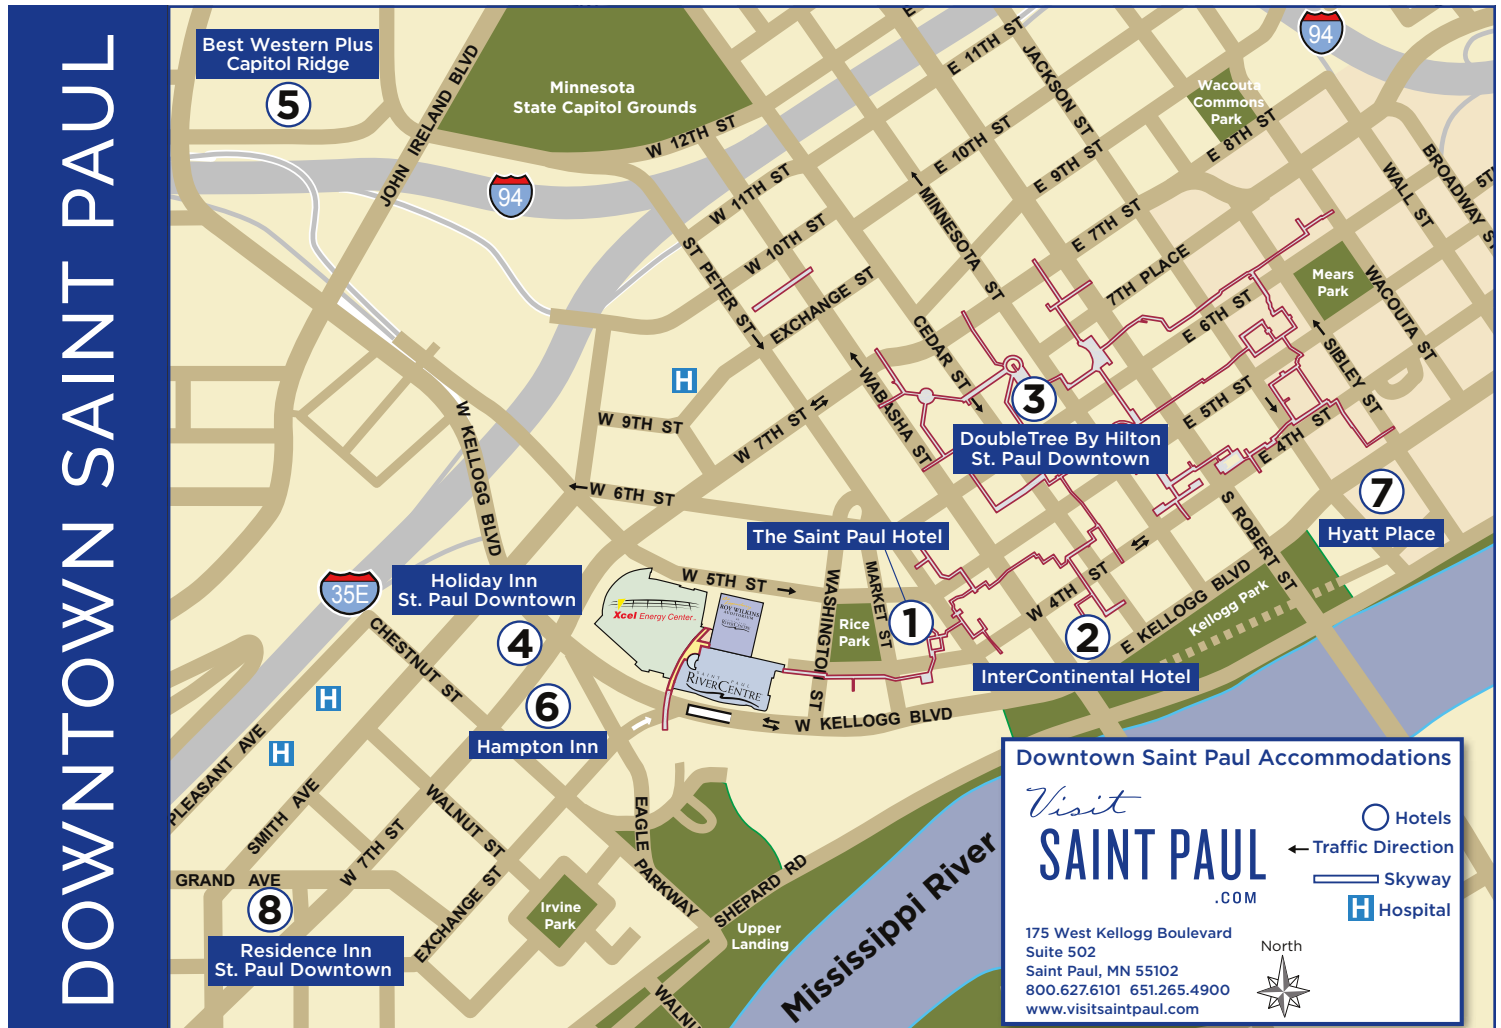 DOWNTOWN SAINT PAUL
Best Western Plus
Capitol Ridge
5
JOHN IRELAND BLVD
Minnesota
State Capitol Grounds
W 12TH ST
94
E 11TH ST
JACKSON ST
94
Wacouta
Commons
Park
E 8TH ST
E 10TH ST
E 9TH ST
WALL ST
BROADWAY ST
5TH
W 11TH ST
W 10TH ST
ST PETER ST
EXCHANGE ST
MINNESOTA ST
E 7TH ST
7TH PLACE
Mears
Park
WACOUTA ST
E 6TH ST
SIBLEY ST
CEDAR ST
WABASHA ST
H
W 9TH ST
W 7TH ST
W KELLOGG BLVD
W 6TH ST
3
DoubleTree By Hilton
St. Paul Downtown
E 5TH ST
E 4TH ST
7
Hyatt Place
S ROBERT ST
The Saint Paul Hotel
1
35E
Holiday Inn
St. Paul Downtown
4
W 5TH ST
Xcel Energy Center
ROY WILKINS
AUDITORIUM
RIVERCENTRE
SAINT PAUL
RIVERCENTRE
WASHINGTON ST
MARKET ST
Rice
Park
W 4TH ST
2
InterContinental Hotel
E KELLOGG BLVD
Kellogg Park
CHESTNUT ST
H
6
Hampton Inn
W KELLOGG BLVD
H
PLEASANT AVE
SMITH AVE
WALNUT ST
W 7TH ST
EAGLE PARKWAY
GRAND AVE
8
Residence Inn
St. Paul Downtown
EXCHANGE ST
Irvine
Park
SHEPARD RD
Upper
Landing
WALNU
Mississippi River
Downtown Saint Paul Accommodations
Visit
SAINT PAUL
.COM
Hotels
Traffic Direction
Skyway
H Hospital
175 West Kellogg Boulevard
Suite 502
Saint Paul, MN 55102
800.627.6101 651.265.4900
www.visitsaintpaul.com
North